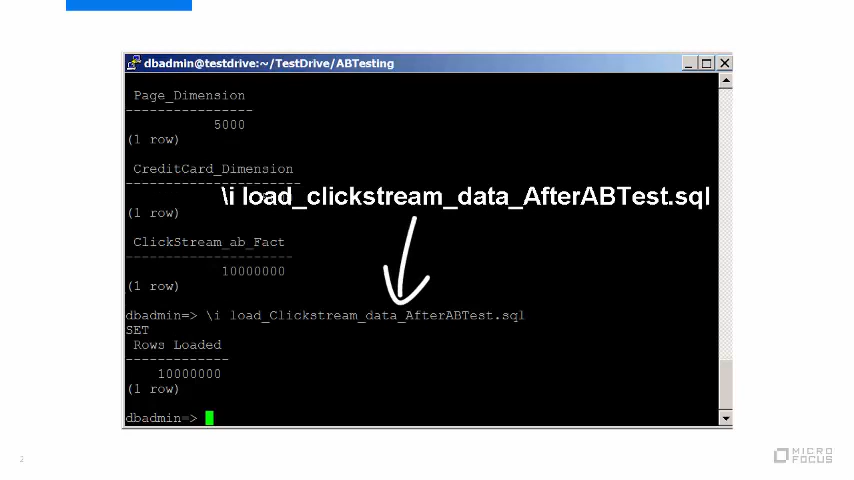 dbadmin@testdrive:~/TestDrive/ABTesting
Page_Dimension
----------------
5000
(1 row)
CreditCard_Dimension
\i load_clickstream_data_AfterABTest.sql
(1 row)
ClickStream_ab_Fact
---------------------
10000000
(1 row)
dbadmin=> \i load_Clickstream_data_AfterABTest.sql
SET
Rows Loaded
-------------
10000000
(1 row)
dbadmin=>
MICRO
FOCUS